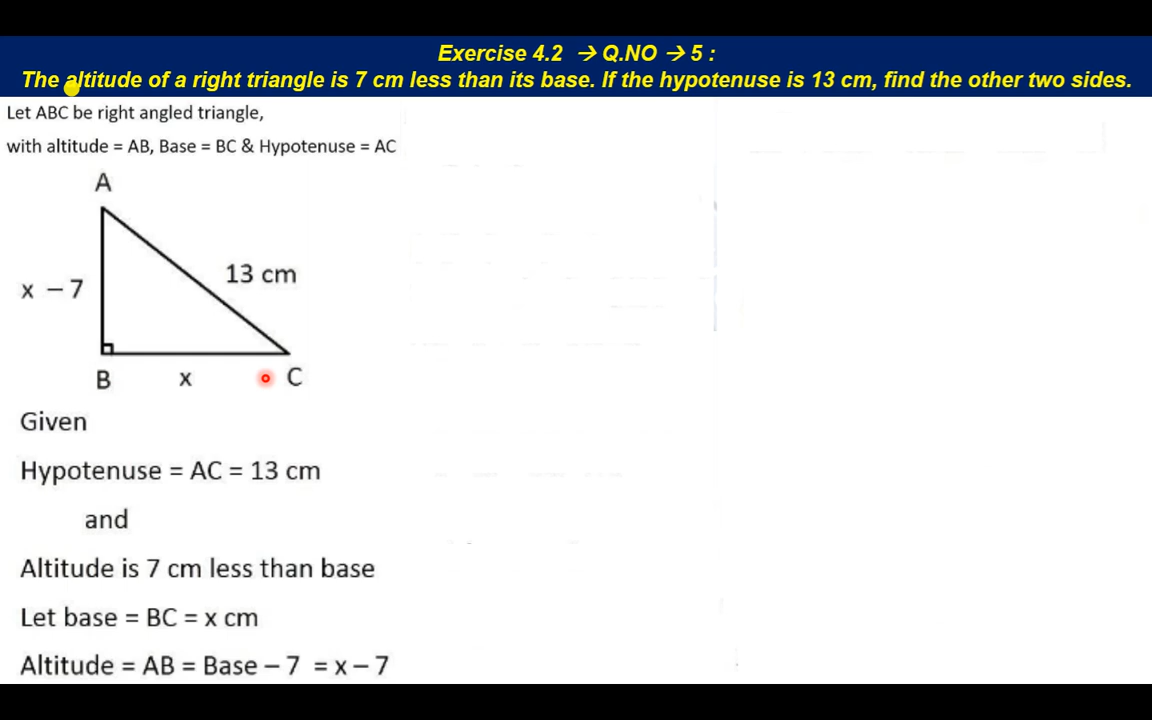 Exercise 4.2 → Q.NO → 5 :
The altitude of a right triangle is 7 cm less than its base. If the hypotenuse is 13 cm, find the other two sides.
Let ABC be right angled triangle,
with altitude = AB, Base = BC & Hypotenuse = AC
A
13 cm
x – 7
B x C
Given
Hypotenuse = AC = 13 cm
and
Altitude is 7 cm less than base
Let base = BC = x cm
Altitude = AB = Base – 7 = x – 7